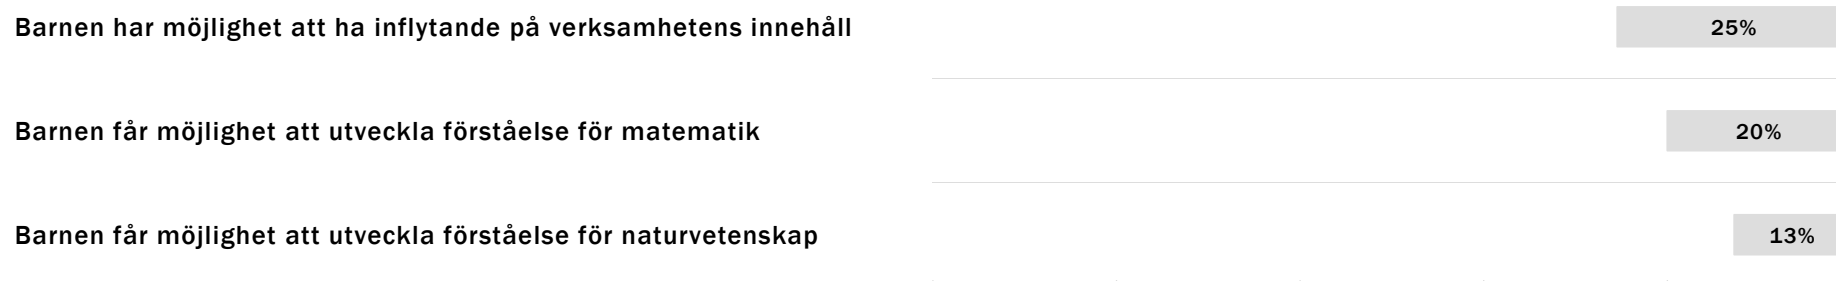 Barnen har möjlighet att ha inflytande på verksamhetens innehåll 25%
Barnen får möjlighet att utveckla förståelse för matematik 20%
Barnen får möjlighet att utveckla förståelse för naturvetenskap 13%